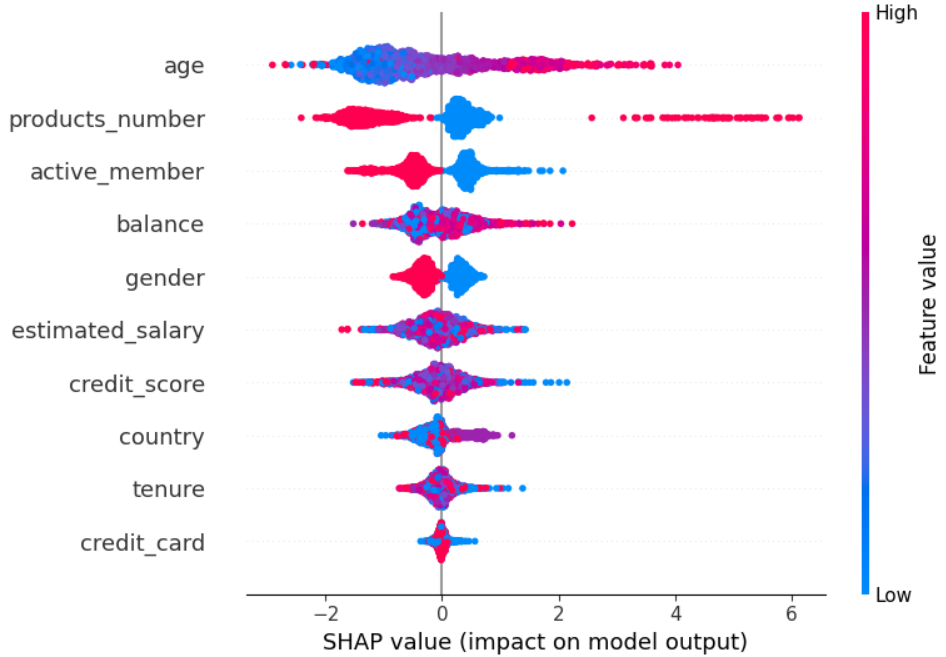 High
age
products_number
active_member
balance
gender
estimated_salary
credit_score
country
tenure
credit_card
Feature value
Low
−2 0 2 4 6
SHAP value (impact on model output)